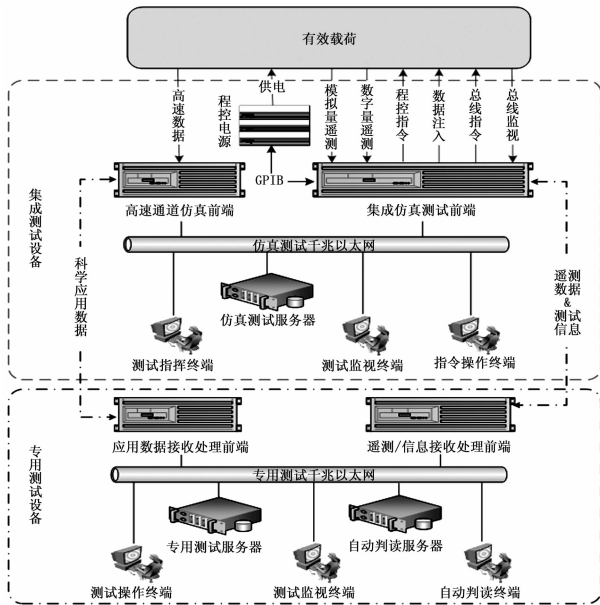 有效载荷
高速数据
程控电源
供电
模拟量遥测
数字量遥测
程控指令
数据注入
总线指令
总线监视
GPIB
高速通道仿真前端
集成仿真测试前端
集成测试设备
仿真测试千兆以太网
科学应用数据
遥测数据&测试信息
仿真测试服务器
测试指挥终端
测试监视终端
指令操作终端
应用数据接收处理前端
遥测/信息接收处理前端
专用测试设备
专用测试千兆以太网
专用测试服务器
自动判读服务器
测试操作终端
测试监视终端
自动判读终端